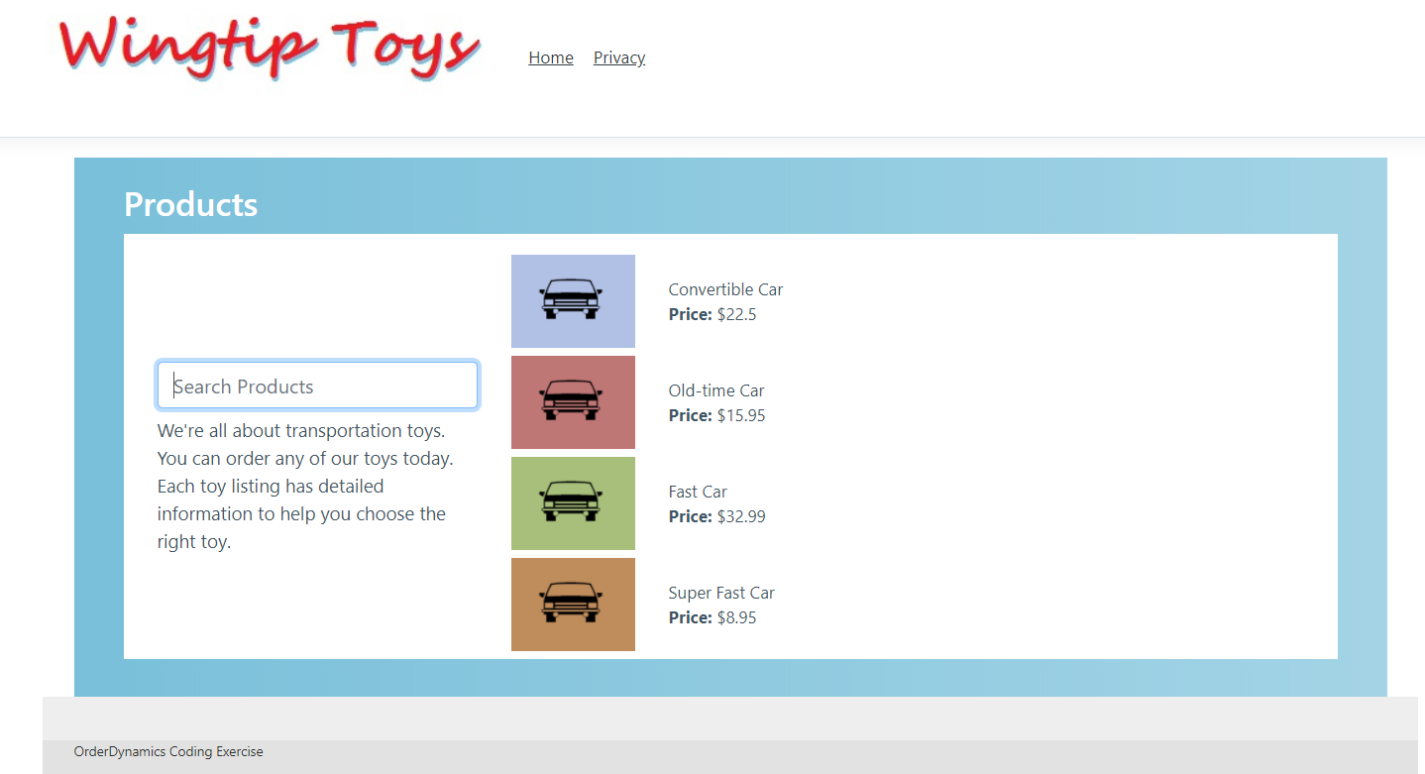 Wingtip Toys
Home Privacy
Products
Search Products
We're all about transportation toys.
You can order any of our toys today.
Each toy listing has detailed
information to help you choose the
right toy.
Convertible Car
Price: $22.5
Old-time Car
Price: $15.95
Fast Car
Price: $32.99
Super Fast Car
Price: $8.95
OrderDynamics Coding Exercise